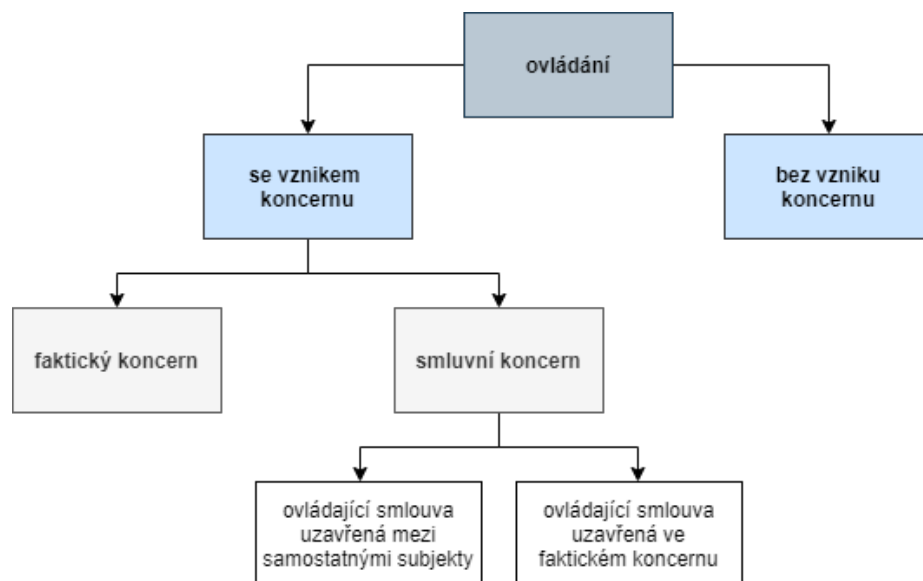 ovládání
se vznikem
koncernu
bez vzniku
koncernu
faktický koncern
smluvní koncern
ovládající smlouva
uzavřená mezi
samostatnými subjekty
ovládající smlouva
uzavřená ve
faktickém koncernu